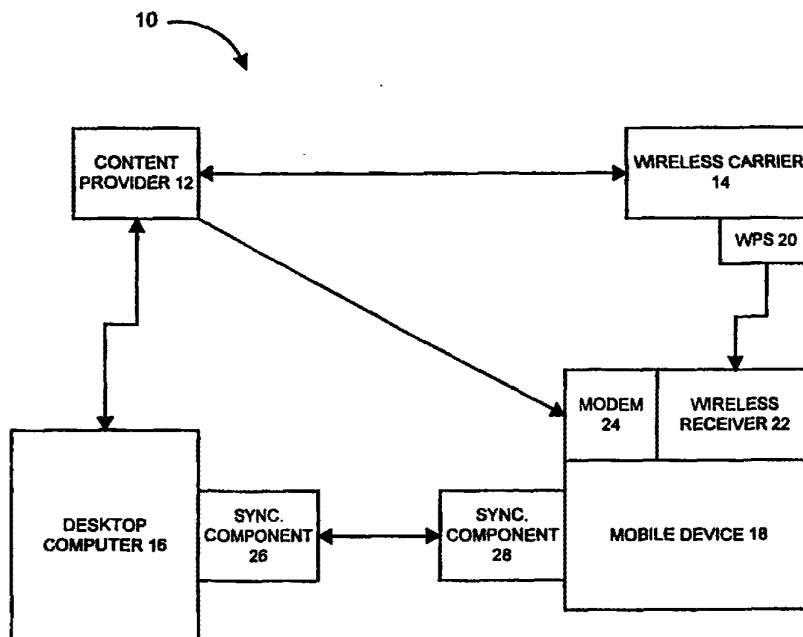 10
CONTENT
PROVIDER 12
WIRELESS CARRIER
14
WPS 20
MODEM
24
WIRELESS
RECEIVER 22
DESKTOP
COMPUTER 16
SYNC.
COMPONENT
26
SYNC.
COMPONENT
28
MOBILE DEVICE 18